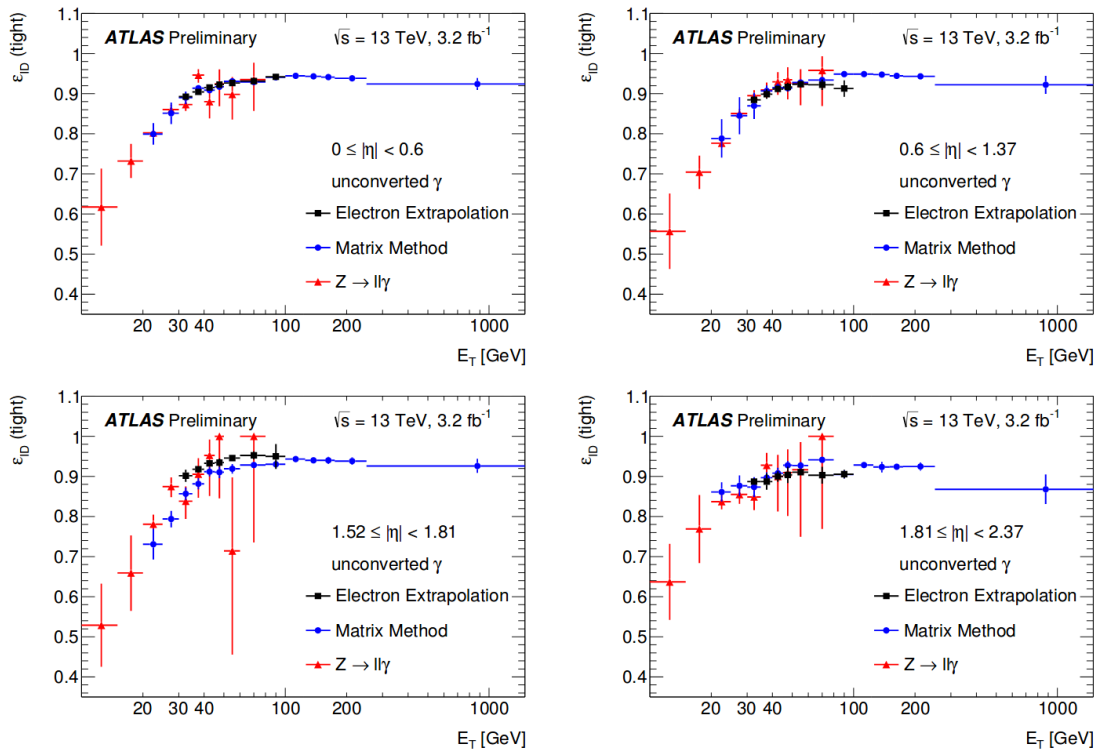 ATLAS Preliminary
√s = 13 TeV, 3.2 fb⁻¹
ε_ID (tight)
1.1
1
0.9
0.8
0.7
0.6
0.5
0.4
0 ≤ |η| < 0.6
unconverted γ
Electron Extrapolation
Matrix Method
Z → llγ
20 30 40 100 200 1000
E_T [GeV]
ATLAS Preliminary
√s = 13 TeV, 3.2 fb⁻¹
ε_ID (tight)
1.1
1
0.9
0.8
0.7
0.6
0.5
0.4
0.6 ≤ |η| < 1.37
unconverted γ
Electron Extrapolation
Matrix Method
Z → llγ
20 30 40 100 200 1000
E_T [GeV]
ATLAS Preliminary
√s = 13 TeV, 3.2 fb⁻¹
ε_ID (tight)
1.1
1
0.9
0.8
0.7
0.6
0.5
0.4
1.52 ≤ |η| < 1.81
unconverted γ
Electron Extrapolation
Matrix Method
Z → llγ
20 30 40 100 200 1000
E_T [GeV]
ATLAS Preliminary
√s = 13 TeV, 3.2 fb⁻¹
ε_ID (tight)
1.1
1
0.9
0.8
0.7
0.6
0.5
0.4
1.81 ≤ |η| < 2.37
unconverted γ
Electron Extrapolation
Matrix Method
Z → llγ
20 30 40 100 200 1000
E_T [GeV]